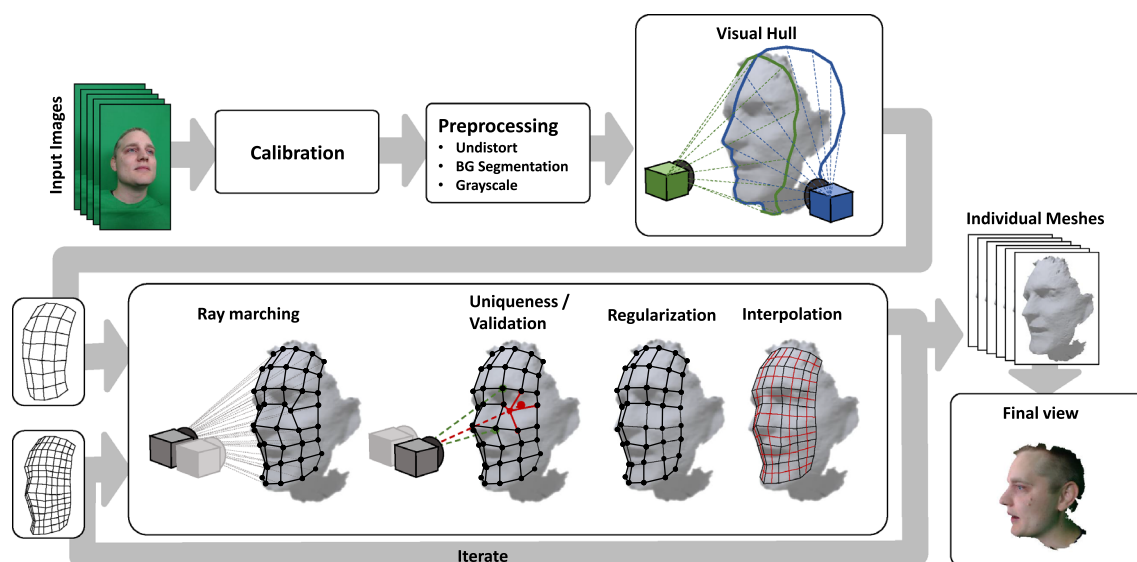 Visual Hull
Input Images
Calibration
Preprocessing
• Undistort
• BG Segmentation
• Grayscale
Individual Meshes
Ray marching
Uniqueness /
Validation
Regularization
Interpolation
Final view
Iterate